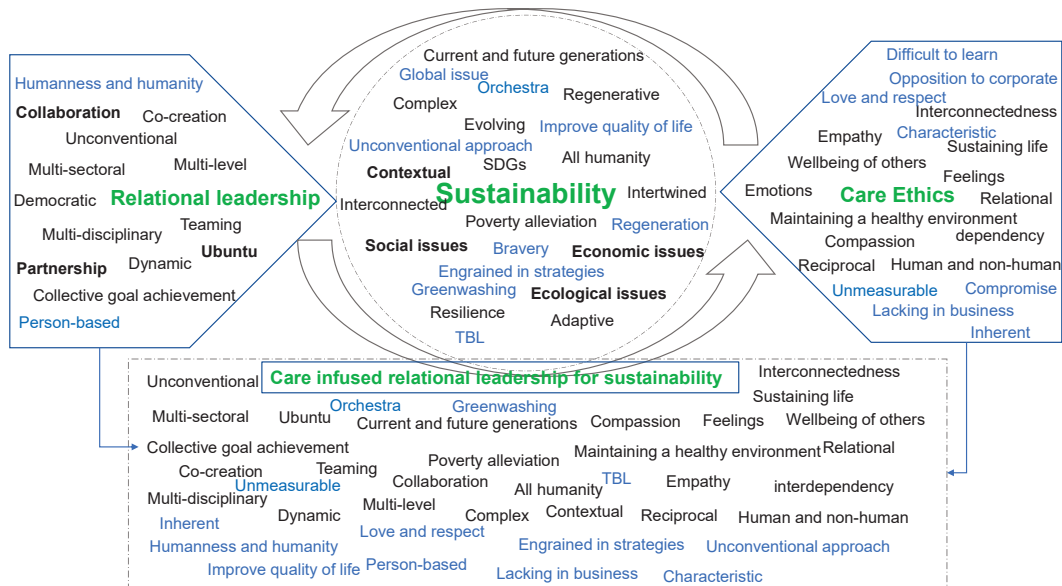 Humanness and humanity
Collaboration
Co-creation
Unconventional
Multi-sectoral
Multi-level
Democratic
Relational leadership
Teaming
Multi-disciplinary
Ubuntu
Partnership
Dynamic
Collective goal achievement
Person-based
Current and future generations
Global issue
Orchestra
Regenerative
Complex
Evolving
Improve quality of life
Unconventional approach
SDGs
All humanity
Contextual
Sustainability
Intertwined
Interconnected
Poverty alleviation
Regeneration
Social issues
Bravery
Economic issues
Engrained in strategies
Greenwashing
Ecological issues
Resilience
Adaptive
TBL
Difficult to learn
Opposition to corporate
Love and respect
Interconnectedness
Empathy
Characteristic
Sustaining life
Wellbeing of others
Feelings
Emotions
Care Ethics
Relational
Maintaining a healthy environment
dependency
Compassion
Reciprocal
Human and non-human
Unmeasurable
Compromise
Lacking in business
Inherent
Care infused relational leadership for sustainability
Unconventional
Interconnectedness
Sustaining life
Multi-sectoral
Ubuntu
Orchestra
Greenwashing
Current and future generations
Compassion
Feelings
Wellbeing of others
Collective goal achievement
Maintaining a healthy environment
Relational
Co-creation
Teaming
Poverty alleviation
Unmeasurable
Collaboration
All humanity
TBL
Empathy
interdependency
Multi-disciplinary
Dynamic
Multi-level
Complex
Contextual
Reciprocal
Human and non-human
Inherent
Love and respect
Humanness and humanity
Engrained in strategies
Unconventional approach
Improve quality of life
Person-based
Lacking in business
Characteristic